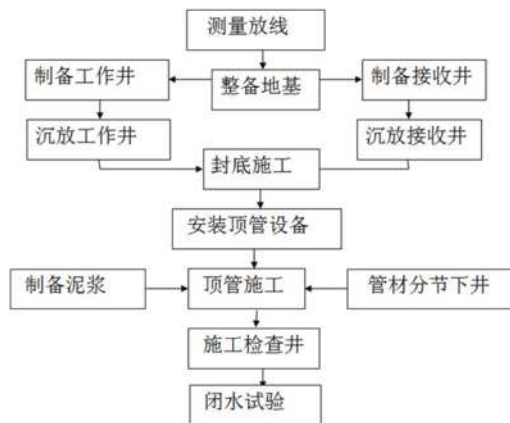 测量放线
制备工作井
整备地基
制备接收井
沉放工作井
沉放接收井
封底施工
安装顶管设备
制备泥浆
顶管施工
管材分节下井
施工检查井
闭水试验